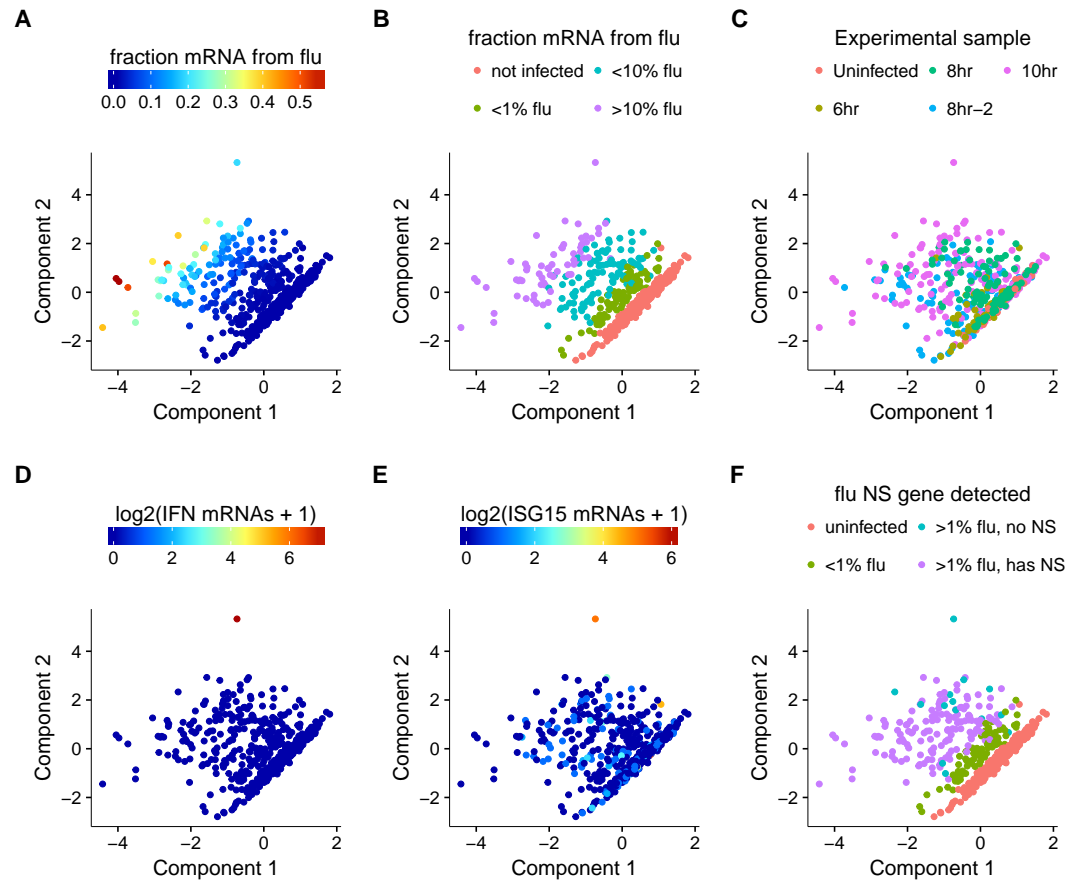 A
fraction mRNA from flu
0.0 0.1 0.2 0.3 0.4 0.5
4
2
0
−2
Component 2
−4 −2 0 2
Component 1
B
fraction mRNA from flu
not infected <10% flu
<1% flu >10% flu
4
2
0
−2
Component 2
−4 −2 0 2
Component 1
C
Experimental sample
Uninfected 8hr 10hr
6hr 8hr−2
4
2
0
−2
Component 2
−4 −2 0 2
Component 1
D
log2(IFN mRNAs + 1)
0 2 4 6
4
2
0
−2
Component 2
−4 −2 0 2
Component 1
E
log2(ISG15 mRNAs + 1)
0 2 4 6
4
2
0
−2
Component 2
−4 −2 0 2
Component 1
F
flu NS gene detected
uninfected >1% flu, no NS
<1% flu >1% flu, has NS
4
2
0
−2
Component 2
−4 −2 0 2
Component 1